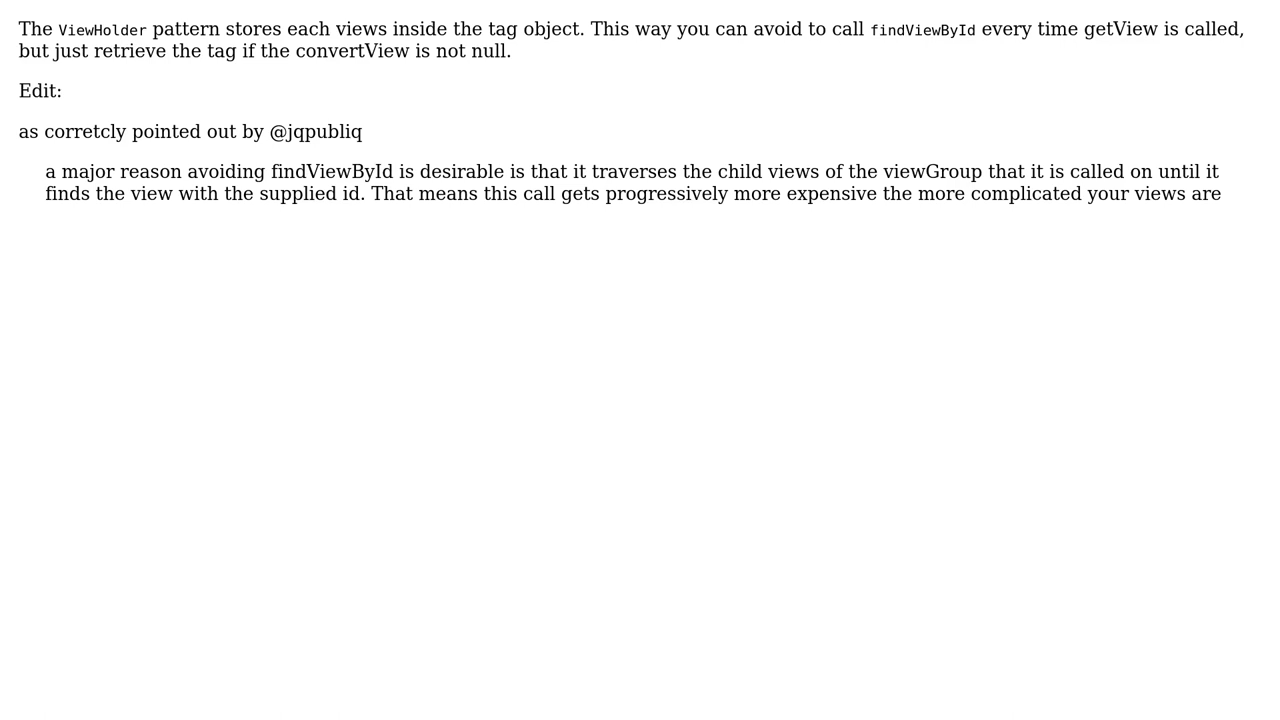 The ViewHolder pattern stores each views inside the tag object. This way you can avoid to call findViewById every time getView is called,
but just retrieve the tag if the convertView is not null.
Edit:
as corretcly pointed out by @jqpubliq
a major reason avoiding findViewById is desirable is that it traverses the child views of the viewGroup that it is called on until it
finds the view with the supplied id. That means this call gets progressively more expensive the more complicated your views are